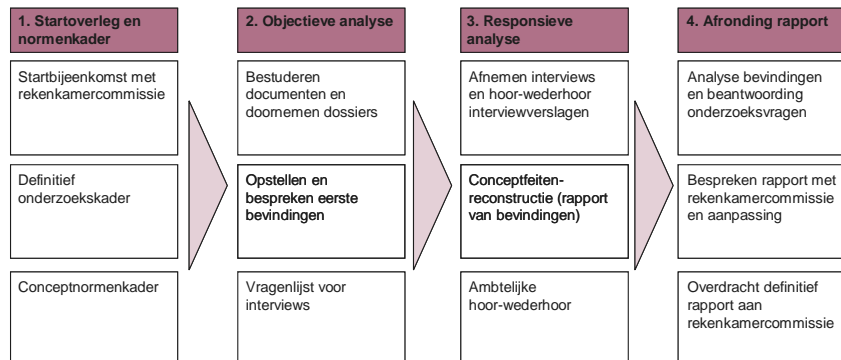 1. Startoverleg en
normenkader
Startbijeenkomst met
rekenkamercommissie
Definitief
onderzoekskader
Conceptnormenkader
2. Objectieve analyse
Bestuderen
documenten en
doornemen dossiers
Opstellen en
bespreken eerste
bevindingen
Vragenlijst voor
interviews
3. Responsieve
analyse
Afnemen interviews
en hoor-wederhoor
interviewverslagen
Conceptfeiten-
reconstructie (rapport
van bevindingen)
Ambtelijke
hoor-wederhoor
4. Afronding rapport
Analyse bevindingen
en beantwoording
onderzoeksvragen
Bespreken rapport met
rekenkamercommissie
en aanpassing
Overdracht definitief
rapport aan
rekenkamercommissie